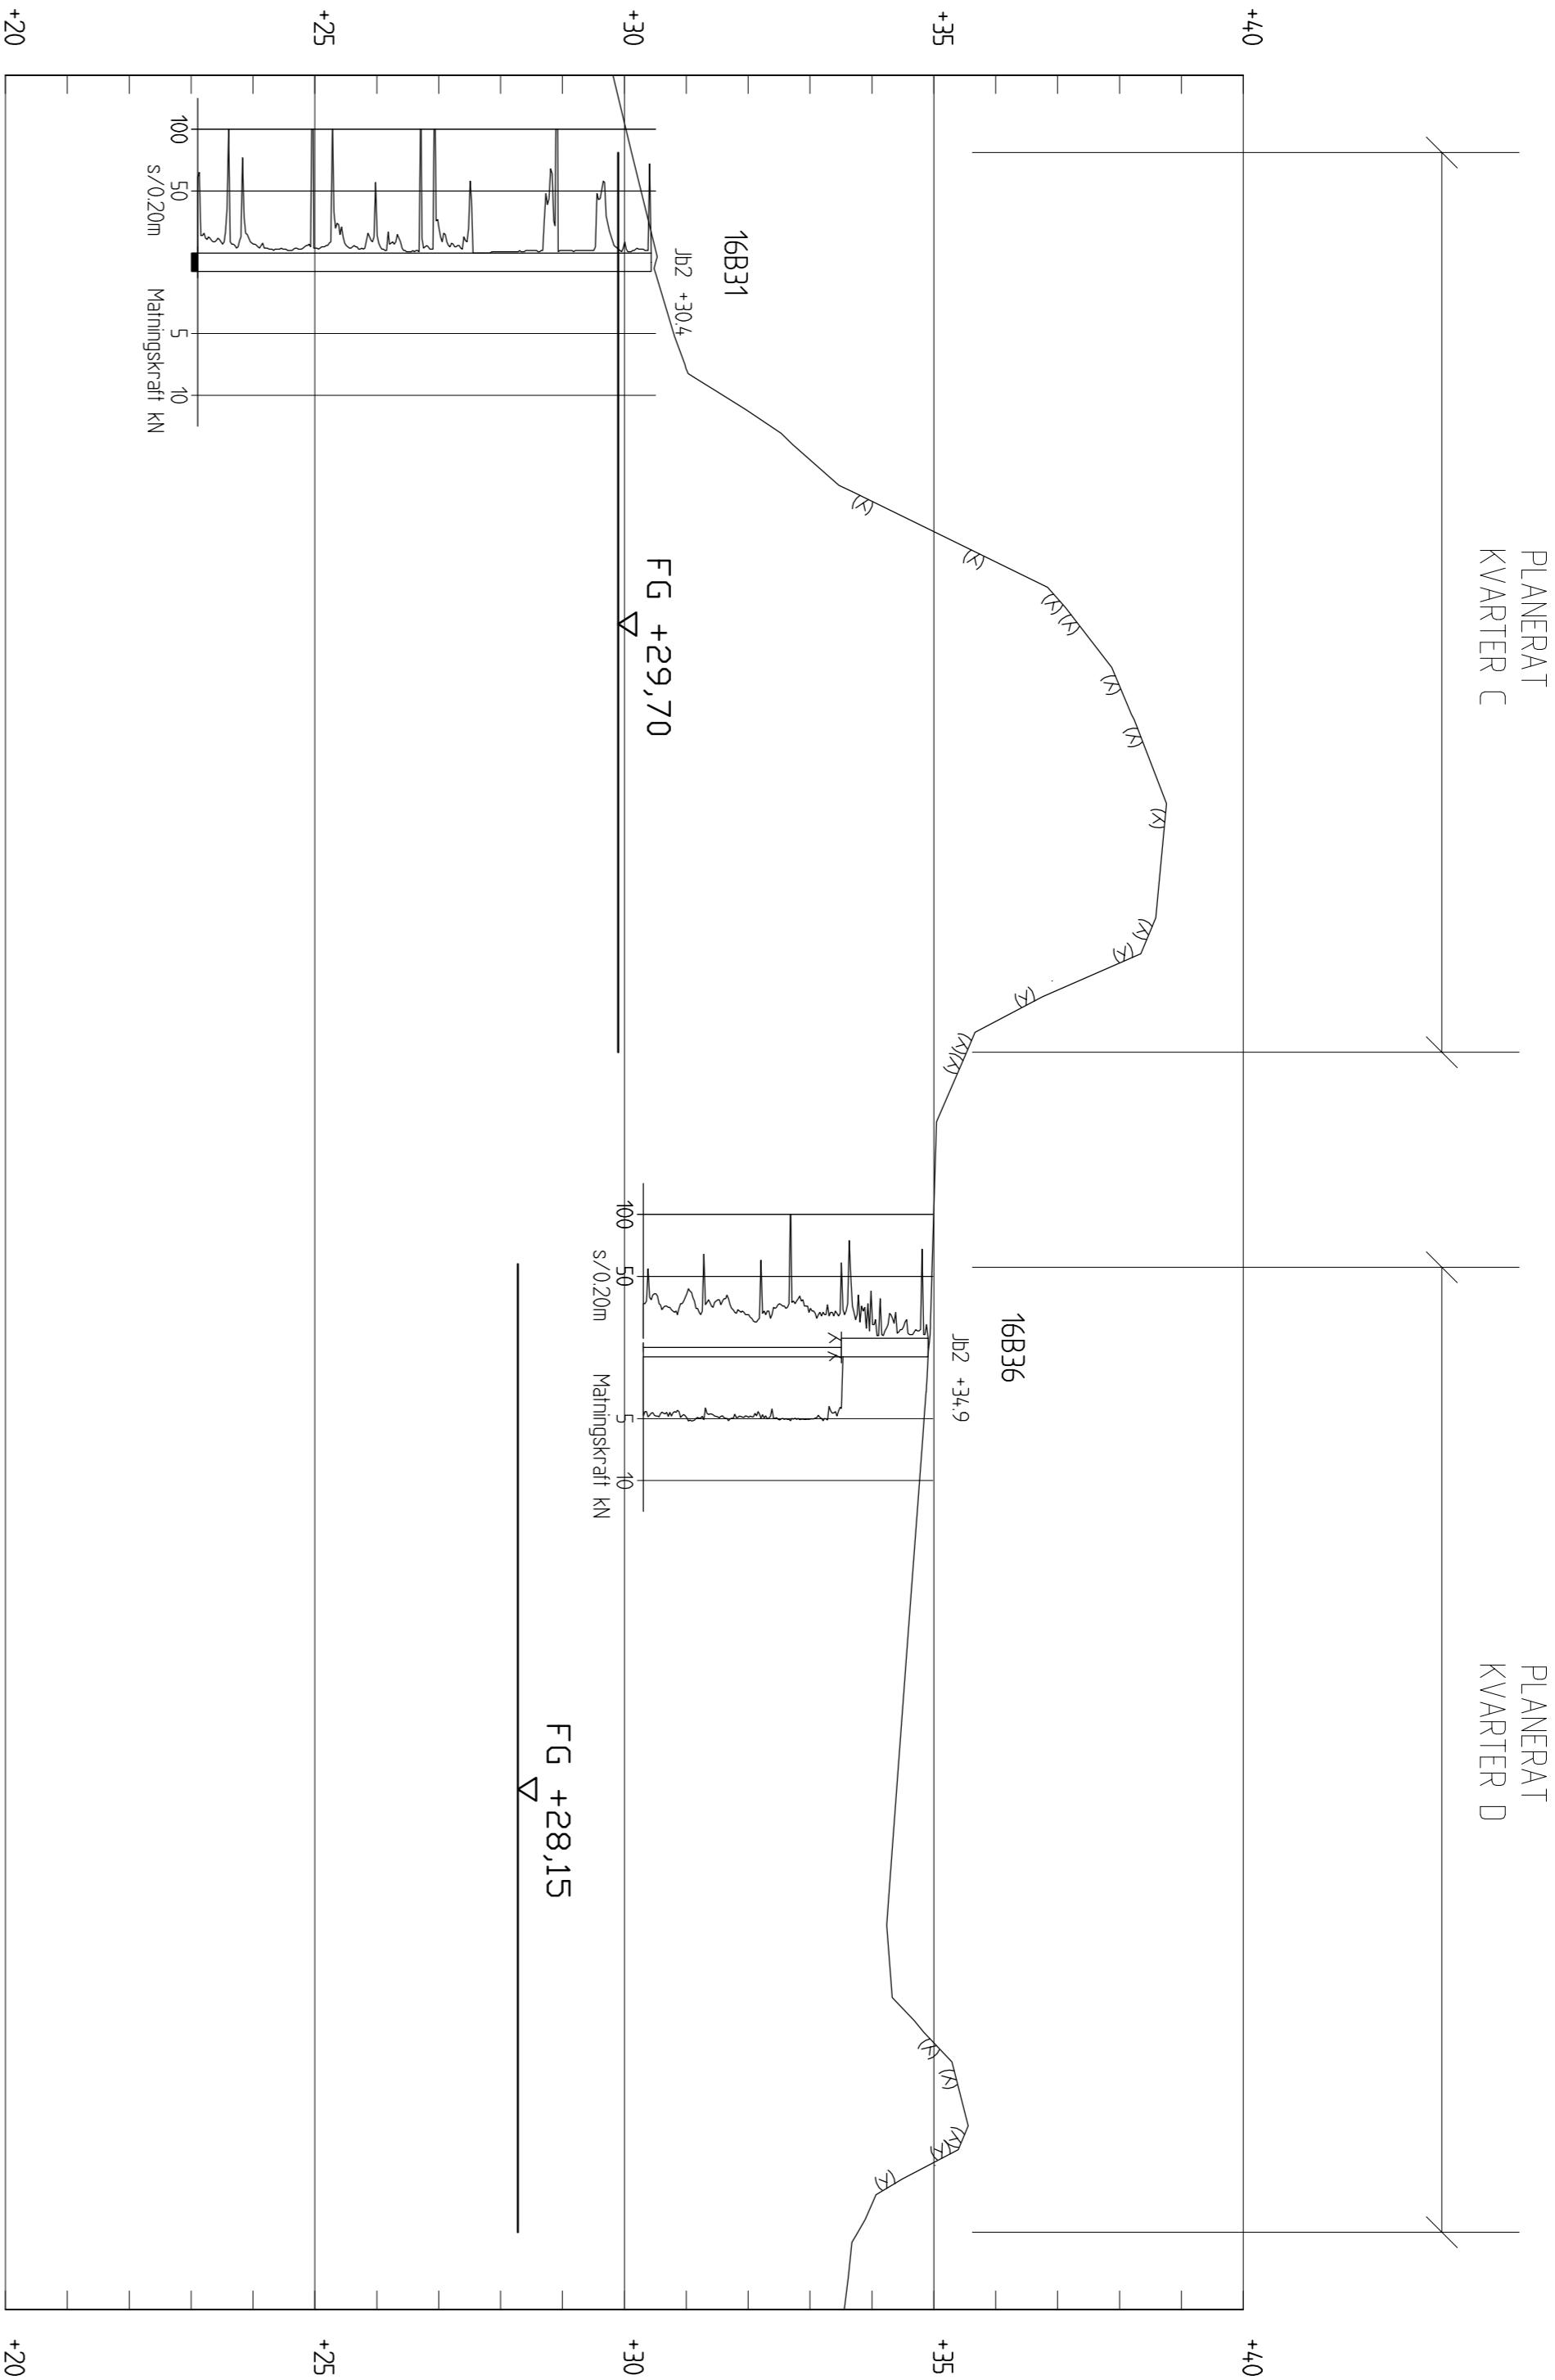 PLANERAT
KVARTER C
PLANERAT
KVARTER D
+40
+40
+35
+35
+30
+30
+25
+25
+20
+20
16B31
Jb2 +30.4
100
50
5
10
s/0.20m
Matningskraft kN
FG +29,70
16B36
Jb2 +34.9
100
50
5
10
s/0.20m
Matningskraft kN
FG +28,15